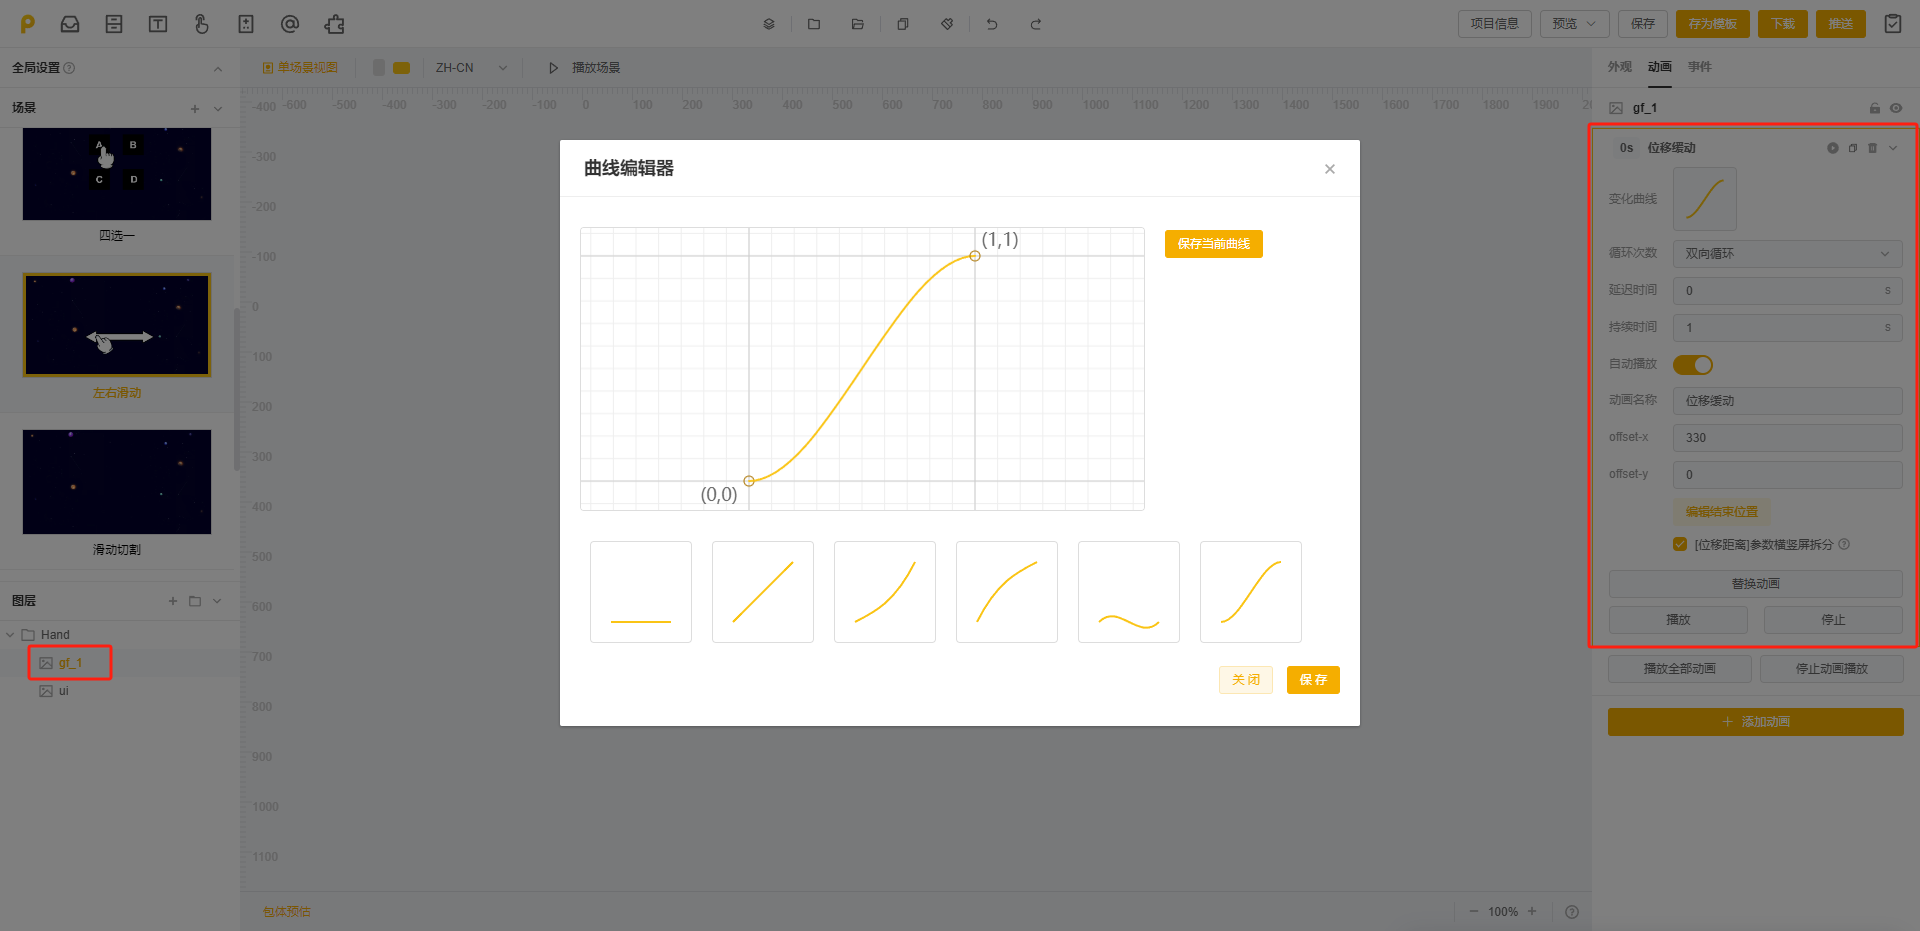 项目信息
预览
保存
存为模板
下载
推送
全局设置
单场景视图
ZH-CN
播放场景
外观 动画 事件
场景
-600 -500 -400 -300 -200 -100 0 100 200 300 400 500 600 700 800 900 1000 1100 1200 1300 1400 1500 1600 1700 1800 1900
-400
-300
-200
-100
0
100
200
300
400
500
600
700
800
900
1000
1100
A B
C D
四选一
左右滑动
滑动切割
图层
Hand
gf_1
ui
曲线编辑器
(1,1)
(0,0)
保存当前曲线
关闭
保存
gf_1
0s 位移缓动
变化曲线
循环次数 双向循环
延迟时间 0 s
持续时间 1 s
自动播放
动画名称 位移缓动
offset-x 330
offset-y 0
编辑结束位置
[位移距离]参数横竖屏拆分
替换动画
播放 停止
播放全部动画 停止动画播放
添加动画
包体预估
100%